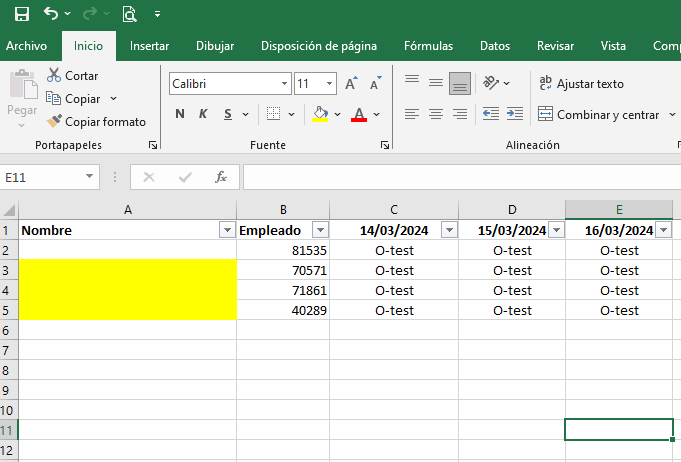 Archivo Inicio Insertar Dibujar Disposición de página Fórmulas Datos Revisar Vista
Pegar
Cortar
Copiar
Copiar formato
Portapapeles
Calibri 11 A A
N K S A
Fuente
ab Ajustar texto
Combinar y centrar
Alineación
E11 fx
A B C D E
1 Nombre Empleado 14/03/2024 15/03/2024 16/03/2024
2 81535 O-test O-test O-test
3 70571 O-test O-test O-test
4 71861 O-test O-test O-test
5 40289 O-test O-test O-test
6
7
8
9
10
11
12